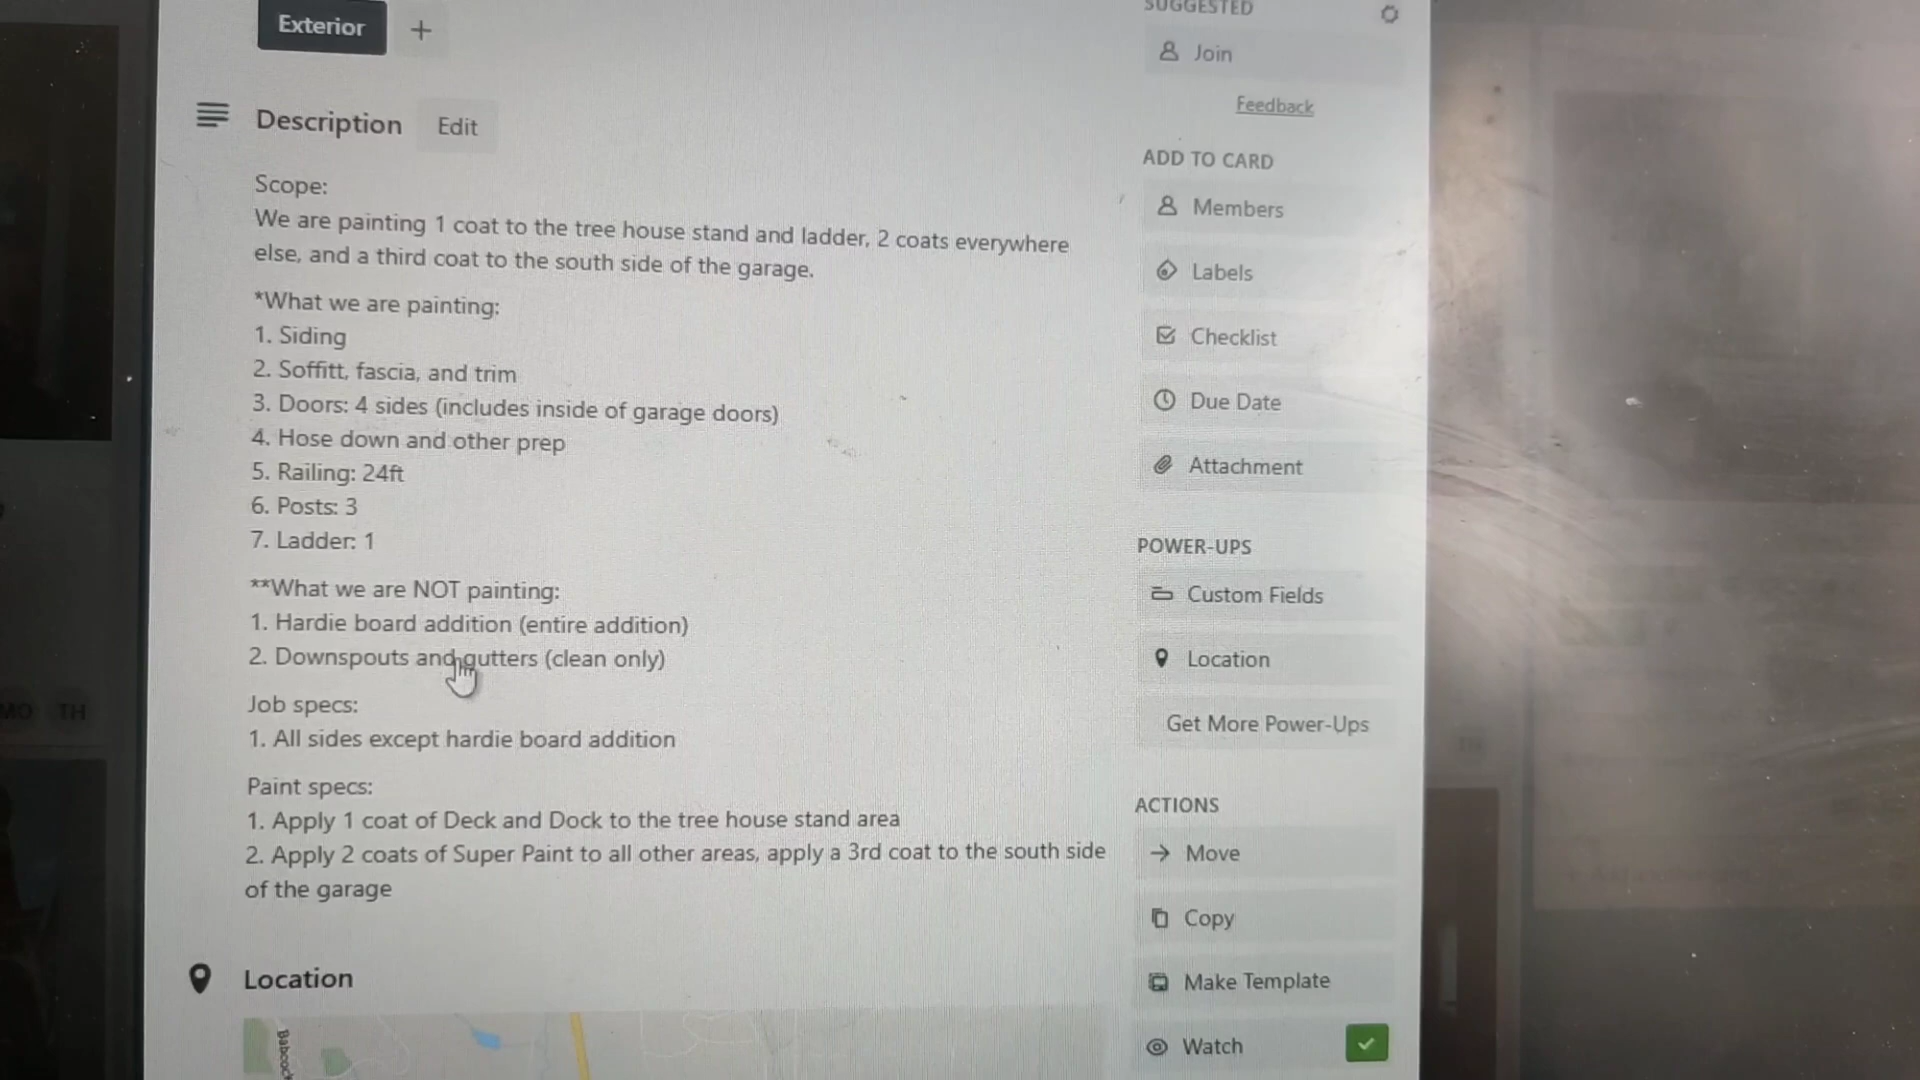 Exterior
+
Description Edit
Scope:
We are painting 1 coat to the tree house stand and ladder, 2 coats everywhere
else, and a third coat to the south side of the garage.
*What we are painting:
1. Siding
2. Soffitt, fascia, and trim
3. Doors: 4 sides (includes inside of garage doors)
4. Hose down and other prep
5. Railing: 24ft
6. Posts: 3
7. Ladder: 1
**What we are NOT painting:
1. Hardie board addition (entire addition)
2. Downspouts and gutters (clean only)
Job specs:
1. All sides except hardie board addition
Paint specs:
1. Apply 1 coat of Deck and Dock to the tree house stand area
2. Apply 2 coats of Super Paint to all other areas, apply a 3rd coat to the south side
of the garage
Location
SUGGESTED
Join
Feedback
ADD TO CARD
Members
Labels
Checklist
Due Date
Attachment
POWER-UPS
Custom Fields
Location
Get More Power-Ups
ACTIONS
Move
Copy
Make Template
Watch
MO TH